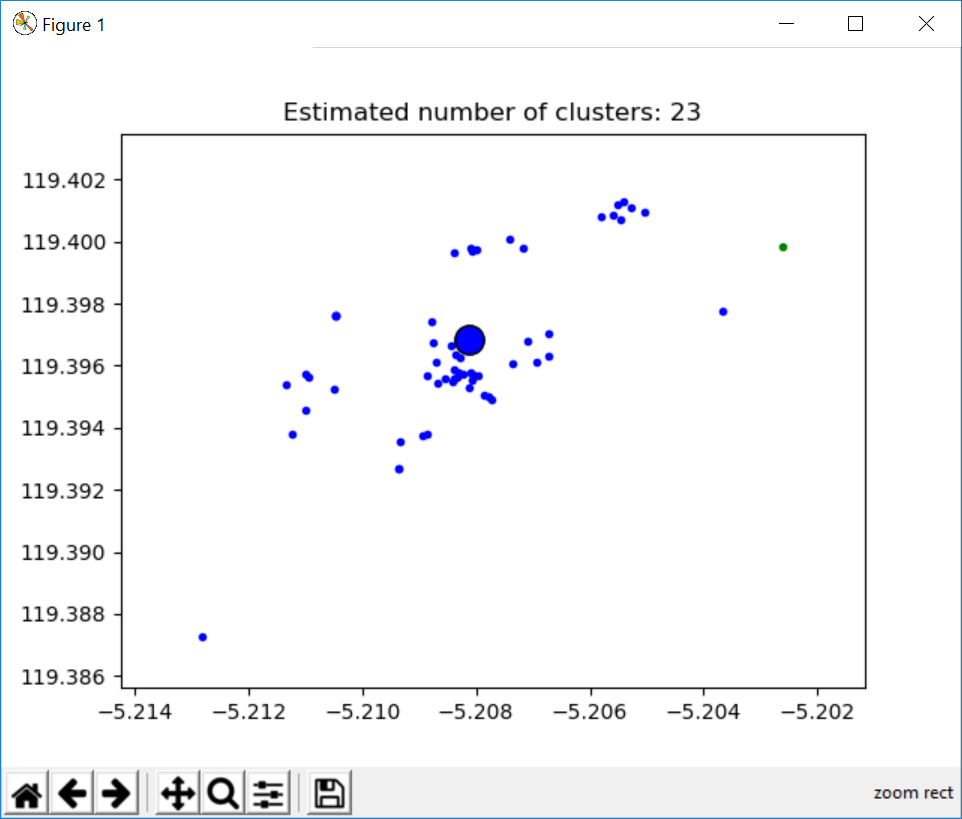 Figure 1
Estimated number of clusters: 23
119.402
119.400
119.398
119.396
119.394
119.392
119.390
119.388
119.386
−5.214 −5.212 −5.210 −5.208 −5.206 −5.204 −5.202
zoom rect